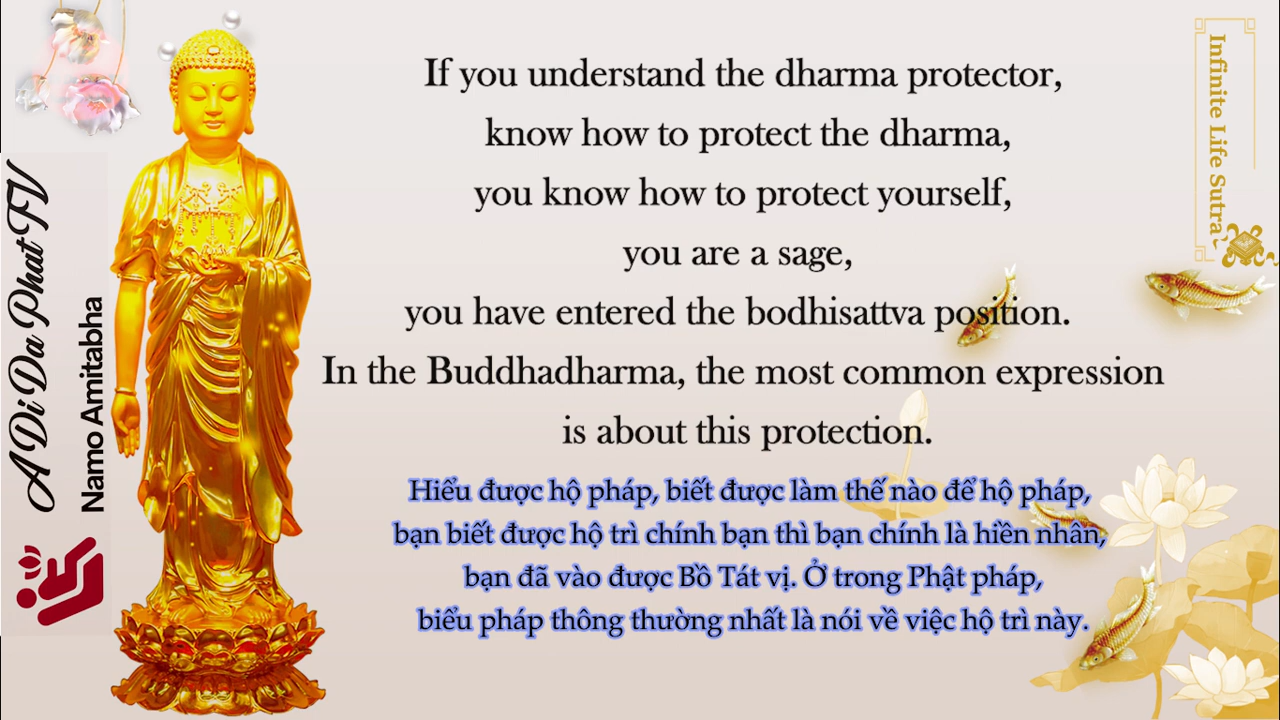 A Di Da Phat TV
Namo Amitabha
If you understand the dharma protector,
know how to protect the dharma,
you know how to protect yourself,
you are a sage,
you have entered the bodhisattva position.
In the Buddhadharma, the most common expression
is about this protection.
Hiểu được hộ pháp, biết được làm thế nào để hộ pháp,
bạn biết được hộ trì chính bạn thì bạn chính là hiền nhân,
bạn đã vào được Bồ Tát vị. Ở trong Phật pháp,
biểu pháp thông thường nhất là nói về việc hộ trì này.
Infinite Life Sutra